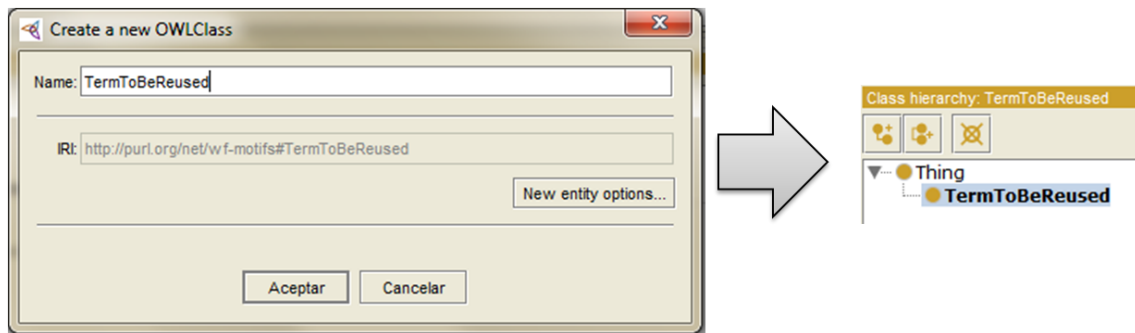 Create a new OWLClass
Name: TermToBeReused
IRI: http://purl.org/net/wf-motifs#TermToBeReused
New entity options...
Aceptar Cancelar
Class hierarchy: TermToBeReused
Thing
TermToBeReused